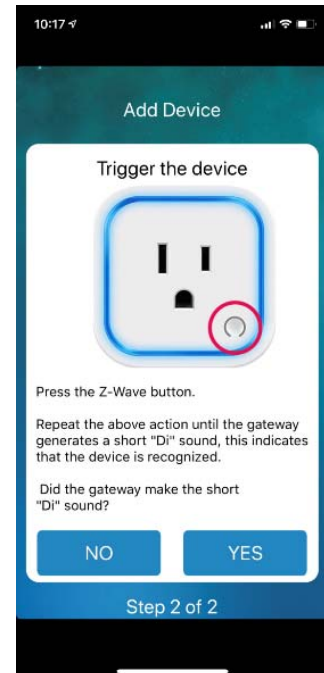 10:17
Add Device
Trigger the device
Press the Z-Wave button.
Repeat the above action until the gateway
generates a short "Di" sound, this indicates
that the device is recognized.
Did the gateway make the short
"Di" sound?
NO YES
Step 2 of 2